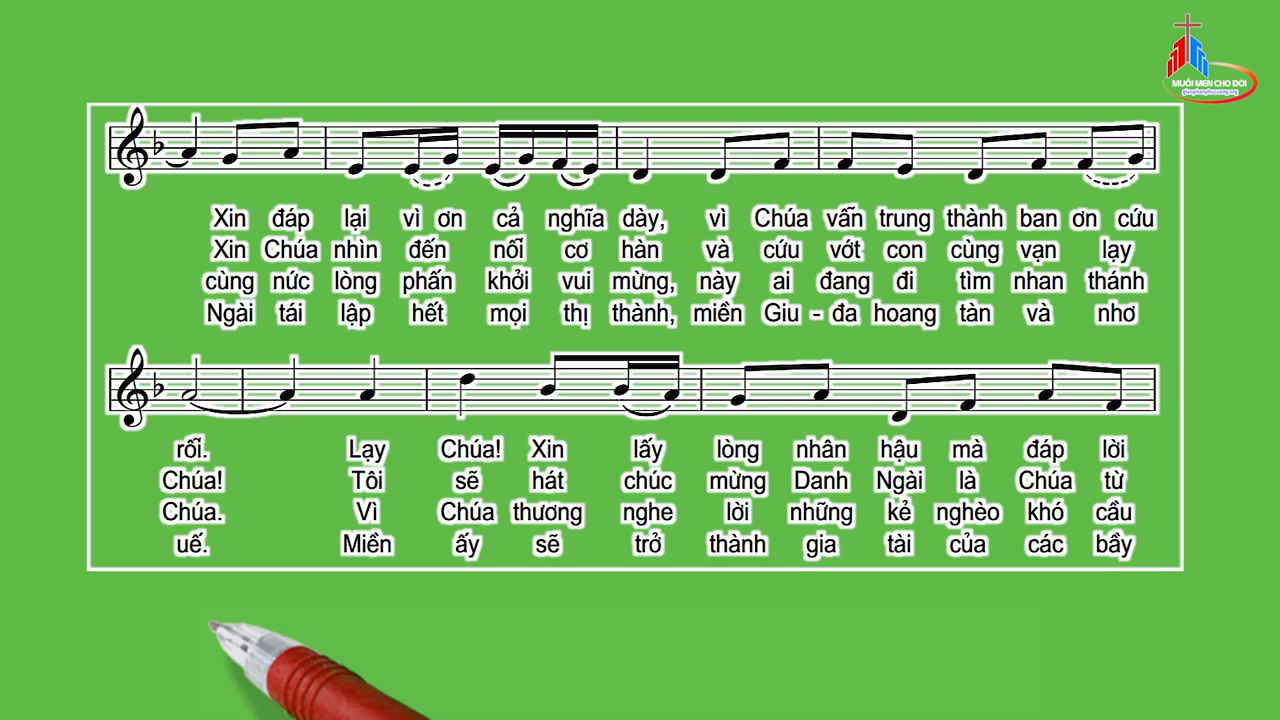 MUỐI MEN CHO ĐỜI
giaophanphucuong.org
Xin đáp lại vì ơn cả nghĩa dày, vì Chúa vẫn trung thành ban ơn cứu
Xin Chúa nhìn đến nỗi cơ hàn và cứu vớt con cùng vạn lạy
cùng nức lòng phấn khởi vui mừng, này ai đang đi tìm nhan thánh
Ngài tái lập hết mọi thị thành, miền Giu - đa hoang tàn và nhơ
rỗi. Lạy Chúa! Xin lấy lòng nhân hậu mà đáp lời
Chúa! Tôi sẽ hát chúc mừng Danh Ngài là Chúa từ
Chúa. Vì Chúa thương nghe lời những kẻ nghèo khó cầu
uế. Miền ấy sẽ trở thành gia tài của các bầy